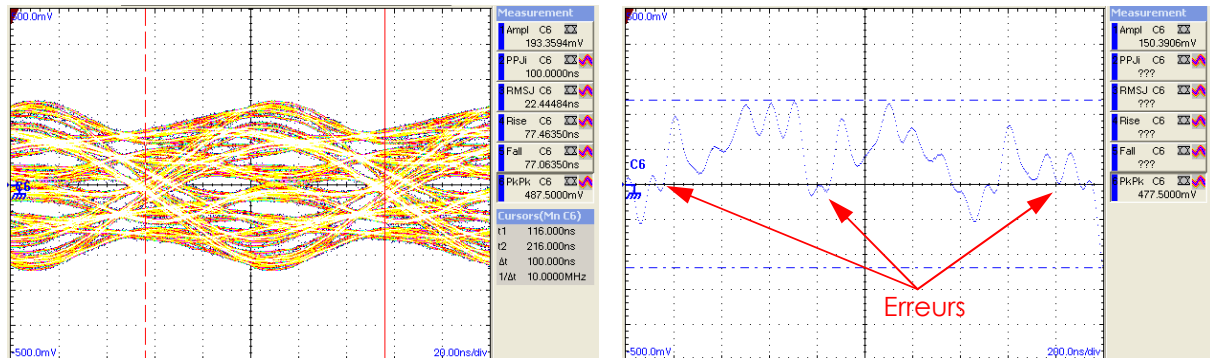 500.0mV
C6
-500.0mV
20.00ns/div
Measurement
Ampl C6
193.3594mV
PPJi C6
100.0000ns
RMSJ C6
22.44484ns
Rise C6
77.46350ns
Fall C6
77.06350ns
PkPk C6
487.5000mV
Cursors(Mn C6)
t1 116.000ns
t2 216.000ns
Δt 100.000ns
1/Δt 10.0000MHz
500.0mV
C6
Erreurs
-500.0mV
200.0ns/div
Measurement
Ampl C6
150.3906mV
PPJi C6
???
RMSJ C6
???
Rise C6
???
Fall C6
???
PkPk C6
477.5000mV